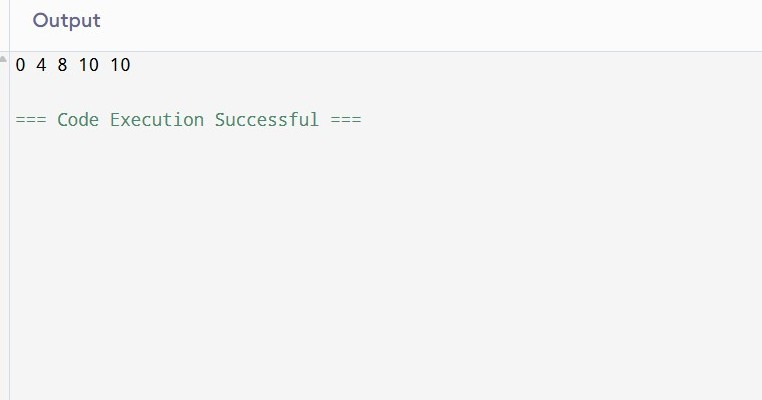 Output
0 4 8 10 10
=== Code Execution Successful ===